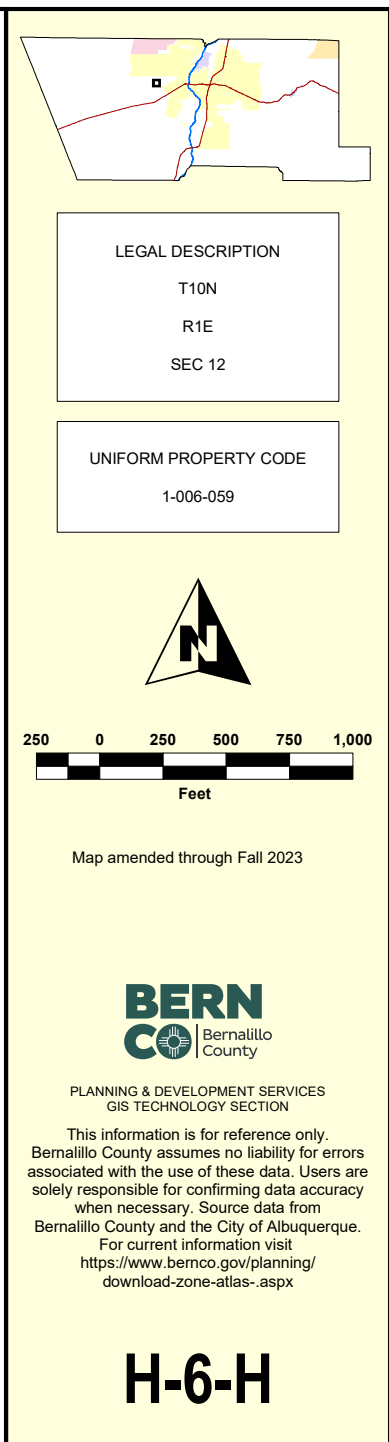 LEGAL DESCRIPTION
T10N
R1E
SEC 12
UNIFORM PROPERTY CODE
1-006-059
N
250 0 250 500 750 1,000
Feet
Map amended through Fall 2023
BERN
CO Bernalillo
County
PLANNING & DEVELOPMENT SERVICES
GIS TECHNOLOGY SECTION
This information is for reference only.
Bernalillo County assumes no liability for errors
associated with the use of these data. Users are
solely responsible for confirming data accuracy
when necessary. Source data from
Bernalillo County and the City of Albuquerque.
For current information visit
https://www.bernco.gov/planning/
download-zone-atlas-.aspx
H-6-H